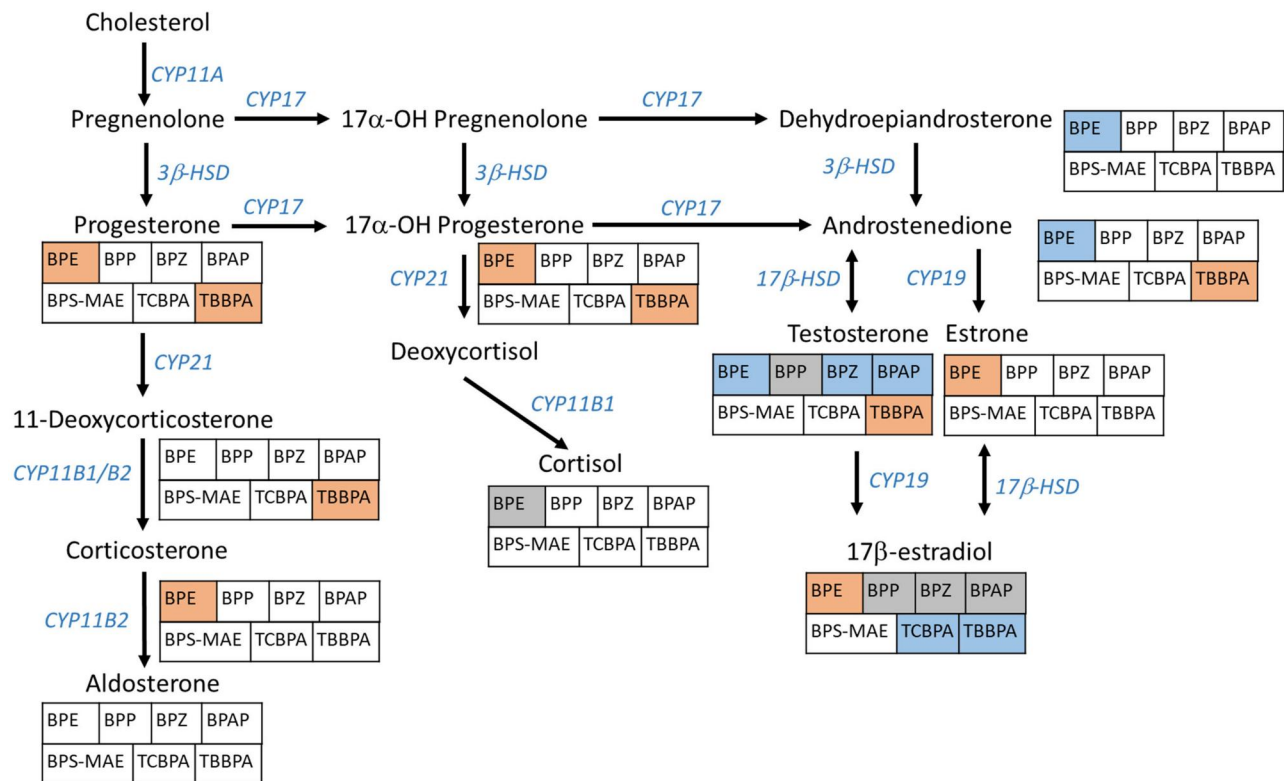 Cholesterol
CYP11A
Pregnenolone
CYP17
17α-OH Pregnenolone
CYP17
Dehydroepiandrosterone
BPE BPP BPZ BPAP
BPS-MAE TCBPA TBBPA
3β-HSD
3β-HSD
3β-HSD
Progesterone
CYP17
17α-OH Progesterone
CYP17
Androstenedione
BPE BPP BPZ BPAP
BPS-MAE TCBPA TBBPA
BPE BPP BPZ BPAP
BPS-MAE TCBPA TBBPA
CYP21
BPE BPP BPZ BPAP
BPS-MAE TCBPA TBBPA
17β-HSD
CYP19
CYP21
Deoxycortisol
Testosterone
Estrone
BPE BPP BPZ BPAP
BPS-MAE TCBPA TBBPA
BPE BPP BPZ BPAP
BPS-MAE TCBPA TBBPA
11-Deoxycorticosterone
CYP11B1
CYP11B1/B2
BPE BPP BPZ BPAP
BPS-MAE TCBPA TBBPA
Cortisol
BPE BPP BPZ BPAP
BPS-MAE TCBPA TBBPA
CYP19
17β-HSD
Corticosterone
17β-estradiol
BPE BPP BPZ BPAP
BPS-MAE TCBPA TBBPA
CYP11B2
BPE BPP BPZ BPAP
BPS-MAE TCBPA TBBPA
Aldosterone
BPE BPP BPZ BPAP
BPS-MAE TCBPA TBBPA